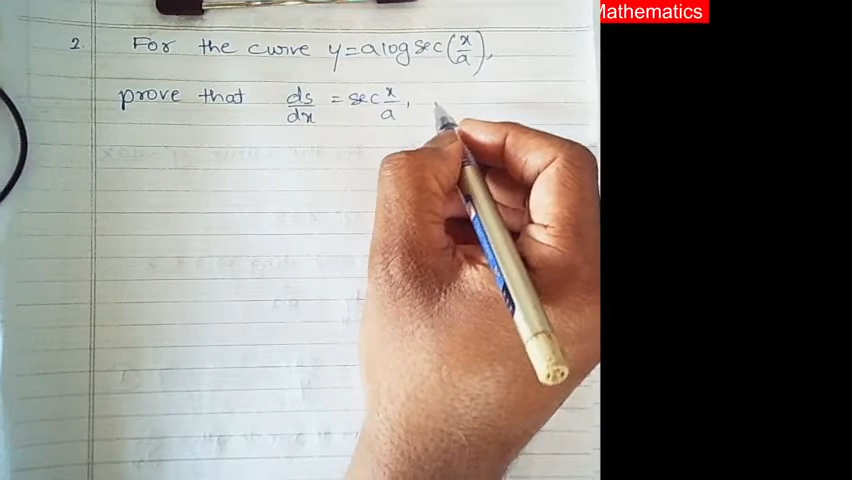 Mathematics
2. For the curve y = a log sec(x/a),
prove that ds/dx = sec x/a,